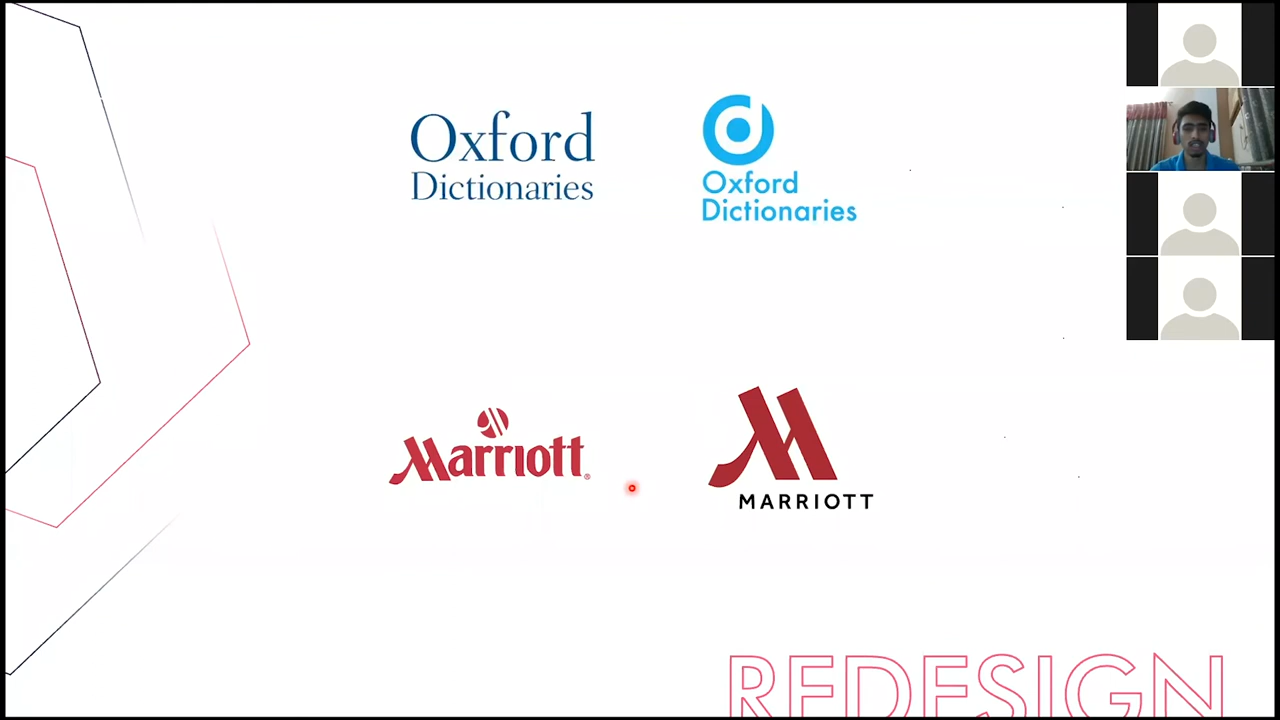 Oxford
Dictionaries
Oxford
Dictionaries
Marriott
®
MARRIOTT
REDESIGN